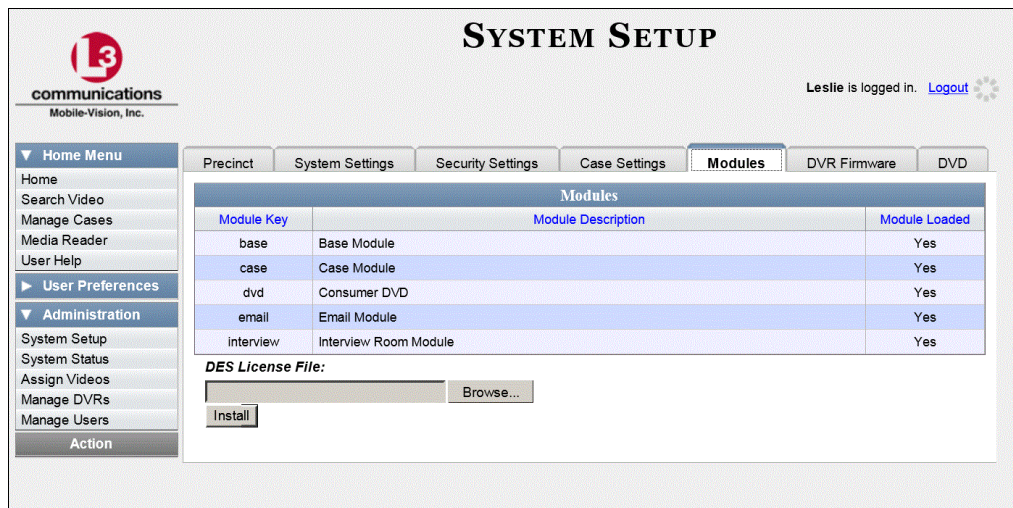 SYSTEM SETUP
L3
communications
Mobile-Vision, Inc.
Leslie is logged in. Logout
▼ Home Menu
Home
Search Video
Manage Cases
Media Reader
User Help
► User Preferences
▼ Administration
System Setup
System Status
Assign Videos
Manage DVRs
Manage Users
Action
Precinct System Settings Security Settings Case Settings Modules DVR Firmware DVD
Modules
Module Key Module Description Module Loaded
base Base Module Yes
case Case Module Yes
dvd Consumer DVD Yes
email Email Module Yes
interview Interview Room Module Yes
DES License File:
Browse...
Install